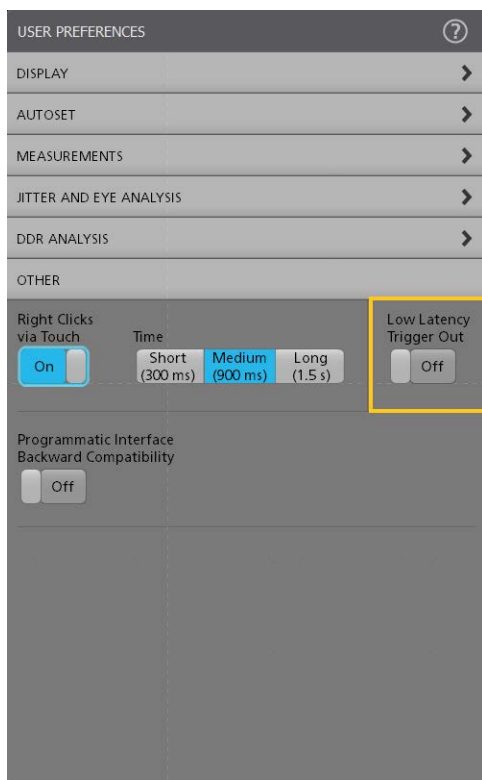 USER PREFERENCES
?
DISPLAY
AUTOSET
MEASUREMENTS
JITTER AND EYE ANALYSIS
DDR ANALYSIS
OTHER
Right Clicks
via Touch
On
Time
Short
(300 ms)
Medium
(900 ms)
Long
(1.5 s)
Low Latency
Trigger Out
Off
Programmatic Interface
Backward Compatibility
Off